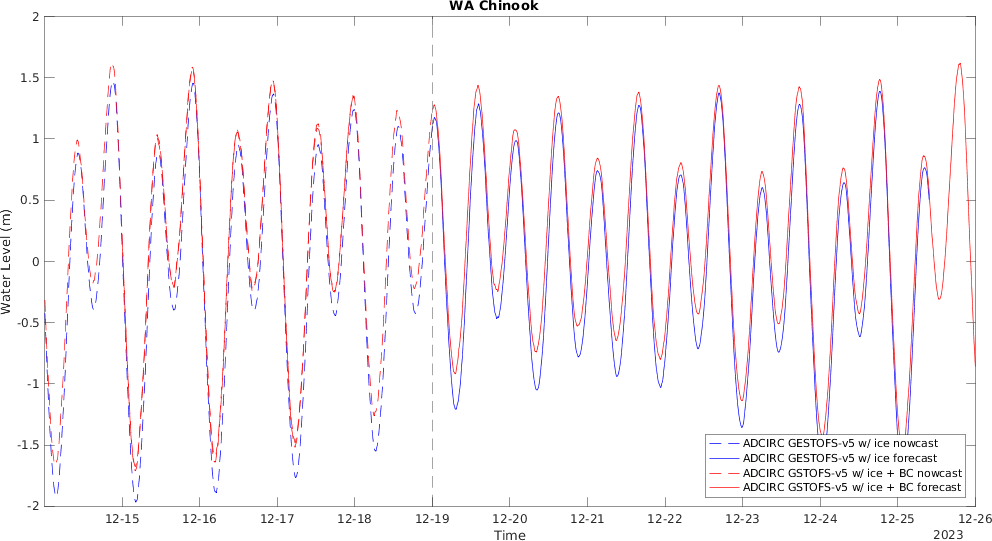 WA Chinook
2
1.5
1
0.5
0
-0.5
-1
-1.5
-2
Water Level (m)
12-15 12-16 12-17 12-18 12-19 12-20 12-21 12-22 12-23 12-24 12-25 12-26
Time
2023
ADCIRC GESTOFS-v5 w/ ice nowcast
ADCIRC GESTOFS-v5 w/ ice forecast
ADCIRC GSTOFS-v5 w/ ice + BC nowcast
ADCIRC GSTOFS-v5 w/ ice + BC forecast